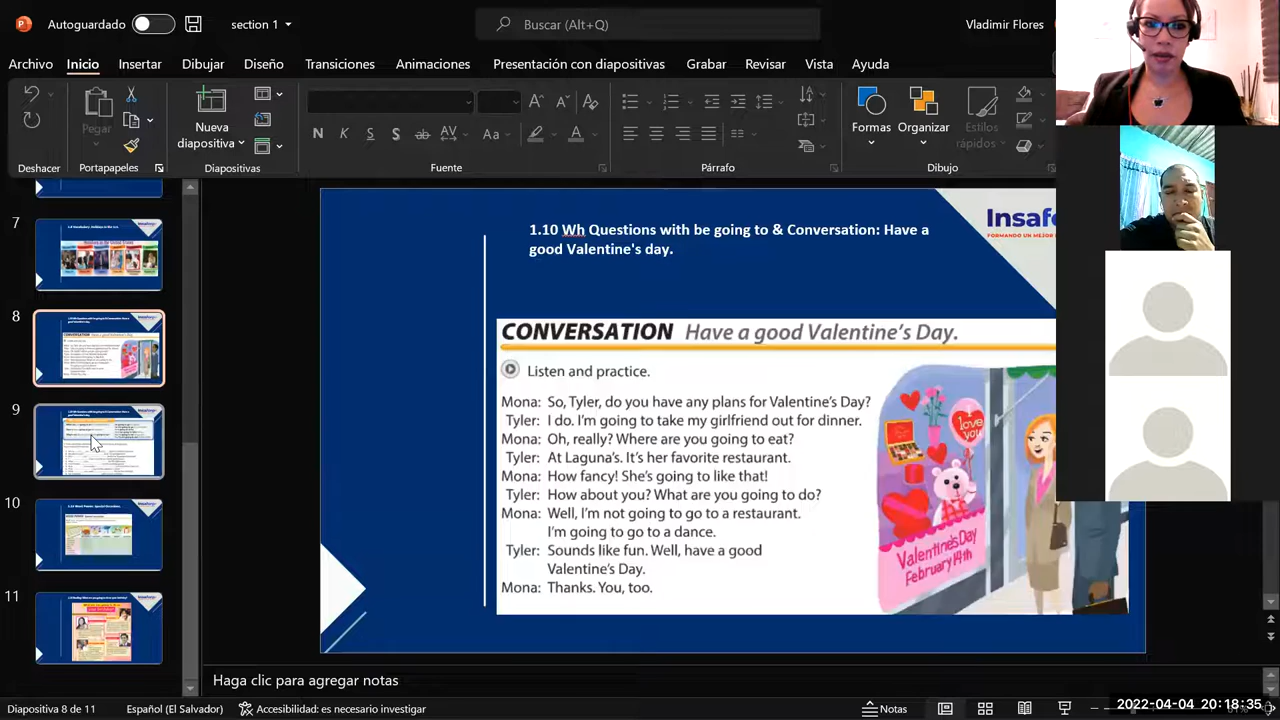 Autoguardado
section 1
Buscar (Alt+Q)
Vladimir Flores
Archivo
Inicio
Insertar
Dibujar
Diseño
Transiciones
Animaciones
Presentación con diapositivas
Grabar
Revisar
Vista
Ayuda
Pegar
Nueva
diapositiva
N
K
S
S
ab
AV
Aa
A
Formas
Organizar
Estilos
rápidos
Deshacer
Portapapeles
Diapositivas
Fuente
Párrafo
Dibujo
7
8
9
10
11
1.10 Wh Questions with be going to & Conversation: Have a
good Valentine's day.
Insafo
FORMANDO UN MEJOR
CONVERSATION Have a good Valentine's Day.
Listen and practice.
Mona: So, Tyler, do you have any plans for Valentine's Day?
Tyler: I do. I'm going to take my girlfriend out for dinner.
Mona: Oh, really? Where are you going to eat?
Tyler: At Laguna's. It's her favorite restaurant.
Mona: How fancy! She's going to like that!
Tyler: How about you? What are you going to do?
Mona: Well, I'm not going to go to a restaurant.
I'm going to go to a dance.
Tyler: Sounds like fun. Well, have a good
Valentine's Day.
Mona: Thanks. You, too.
I love
you!
Valentine's Day
February 14th
Haga clic para agregar notas
Diapositiva 8 de 11
Español (El Salvador)
Accesibilidad: es necesario investigar
Notas
2022-04-04 20:18:35